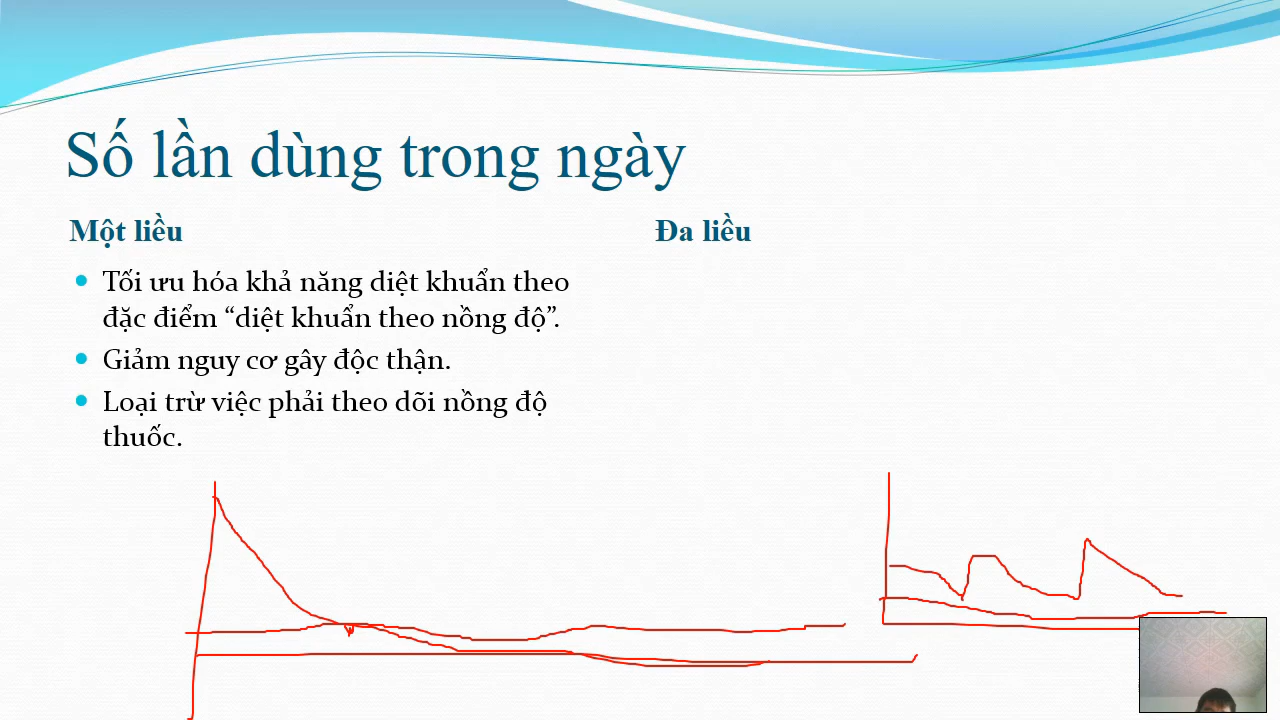 Số lần dùng trong ngày
Một liều
Tối ưu hóa khả năng diệt khuẩn theo
đặc điểm “diệt khuẩn theo nồng độ”.
Giảm nguy cơ gây độc thận.
Loại trừ việc phải theo dõi nồng độ
thuốc.
Đa liều